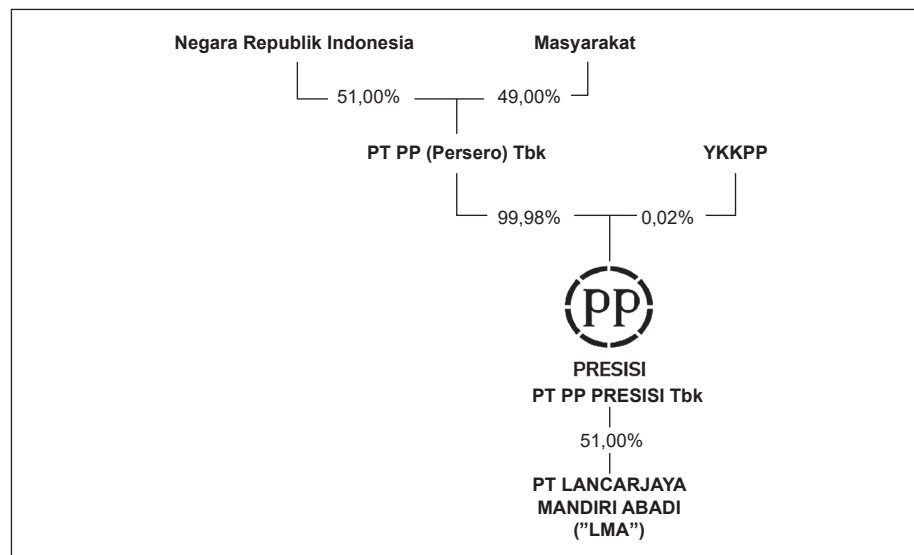 Negara Republik Indonesia
Masyarakat
51,00%
49,00%
PT PP (Persero) Tbk
YKKPP
99,98%
0,02%
pp
PRESISI
PT PP PRESISI Tbk
51,00%
PT LANCARJAYA
MANDIRI ABADI
(”LMA”)